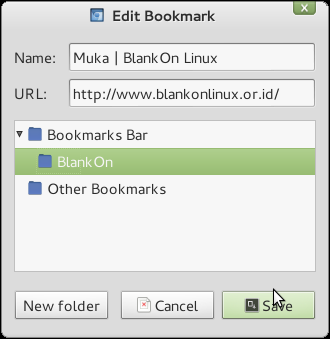 Edit Bookmark
Name: Muka | BlankOn Linux
URL: http://www.blankonlinux.or.id/
Bookmarks Bar
BlankOn
Other Bookmarks
New folder Cancel Save